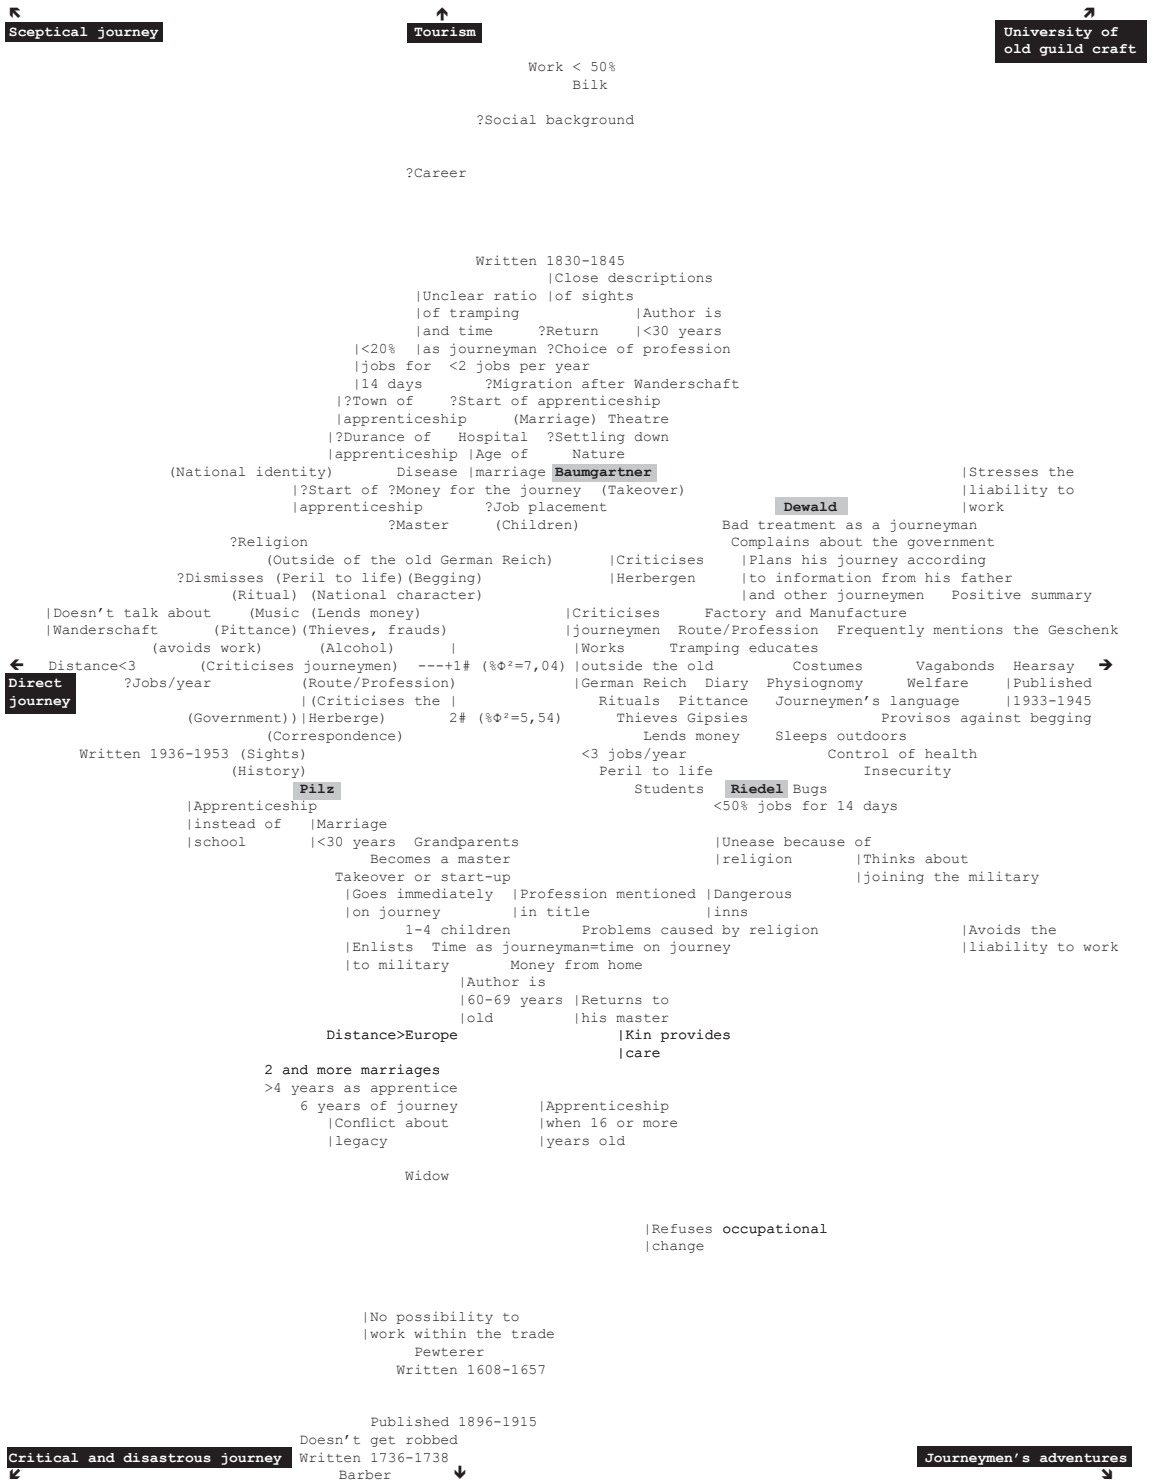 ↖ ↑ ↗
Sceptical journey Tourism University of
old guild craft
Work < 50%
Bilk
?Social background
?Career
Written 1830-1845
|Close descriptions
|Unclear ratio |of sights
|of tramping |Author is
|and time ?Return |<30 years
|<20% |as journeyman ?Choice of profession
|jobs for <2 jobs per year
|14 days ?Migration after Wanderschaft
|?Town of ?Start of apprenticeship
|apprenticeship (Marriage) Theatre
|?Durance of Hospital ?Settling down
|apprenticeship |Age of Nature
(National identity) Disease |marriage Baumgartner |Stresses the
|?Start of ?Money for the journey (Takeover) |liability to
|apprenticeship ?Job placement Dewald |work
?Master (Children) Bad treatment as a journeyman
?Religion Complains about the government
(Outside of the old German Reich) |Criticises |Plans his journey according
?Dismisses (Peril to life)(Begging) |Herbergen |to information from his father
(Ritual) (National character) |and other journeymen Positive summary
|Doesn't talk about (Music (Lends money) |Criticises Factory and Manufacture
|Wanderschaft (Pittance)(Thieves, frauds) |journeymen Route/Profession Frequently mentions the Geschenk
(avoids work) (Alcohol) | |Works Tramping educates
← Distance<3 (Criticises journeymen) ---+1# (%Φ²=7,04) |outside the old Costumes Vagabonds Hearsay →
Direct ?Jobs/year (Route/Profession) |German Reich Diary Physiognomy Welfare |Published
journey |(Criticises the | Rituals Pittance Journeymen's language |1933-1945
(Government))|Herberge) 2# (%Φ²=5,54) Thieves Gipsies Provisos against begging
(Correspondence) Lends money Sleeps outdoors
Written 1936-1953 (Sights) <3 jobs/year Control of health
(History) Peril to life Insecurity
Pilz Students Riedel Bugs
|Apprenticeship <50% jobs for 14 days
|instead of |Marriage
|school |<30 years Grandparents |Unease because of
Becomes a master |religion |Thinks about
Takeover or start-up |joining the military
|Goes immediately |Profession mentioned |Dangerous
|on journey |in title |inns
1-4 children Problems caused by religion |Avoids the
|Enlists Time as journeyman=time on journey |liability to work
|to military Money from home
|Author is
|60-69 years |Returns to
|old |his master
Distance>Europe |Kin provides
|care
2 and more marriages
>4 years as apprentice
6 years of journey |Apprenticeship
|Conflict about |when 16 or more
|legacy |years old
Widow
|Refuses occupational
|change
|No possibility to
|work within the trade
Pewterer
Written 1608-1657
Published 1896-1915
Doesn't get robbed
Critical and disastrous journey Written 1736-1738 Journeymen's adventures
↙ Barber ↓ ↘